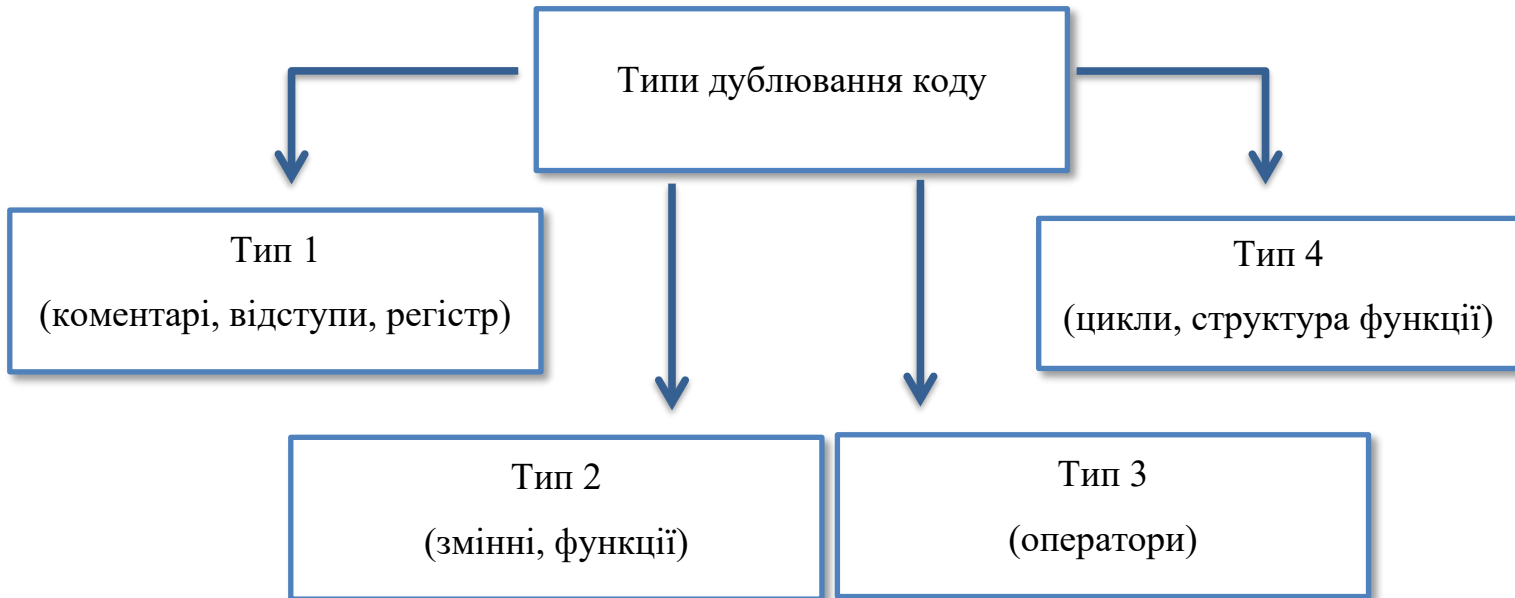 Типи дублювання коду
Тип 1
(коментарі, відступи, регістр)
Тип 4
(цикли, структура функції)
Тип 2
(змінні, функції)
Тип 3
(оператори)